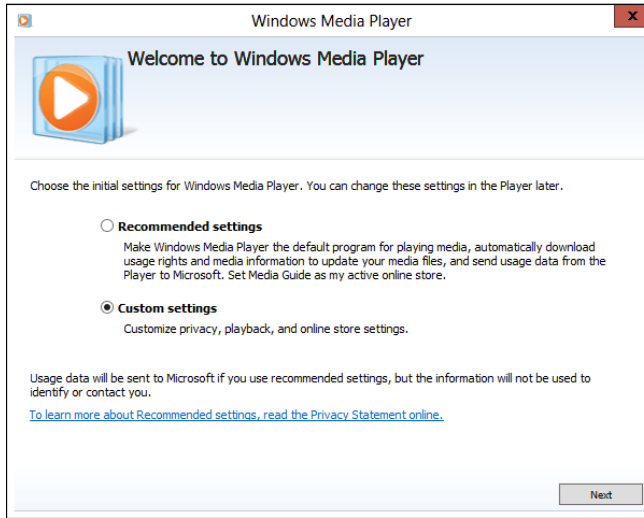 Windows Media Player
x
Welcome to Windows Media Player
Choose the initial settings for Windows Media Player. You can change these settings in the Player later.
Recommended settings
Make Windows Media Player the default program for playing media, automatically download
usage rights and media information to update your media files, and send usage data from the
Player to Microsoft. Set Media Guide as my active online store.
Custom settings
Customize privacy, playback, and online store settings.
Usage data will be sent to Microsoft if you use recommended settings, but the information will not be used to
identify or contact you.
To learn more about Recommended settings, read the Privacy Statement online.
Next